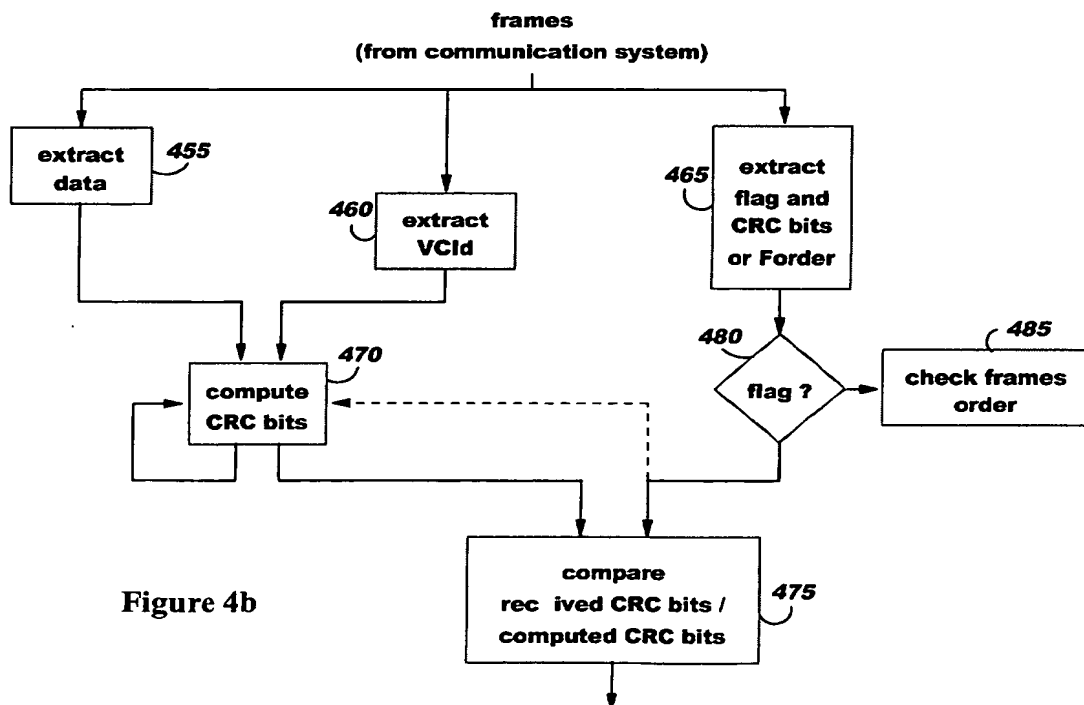 frames
(from communication system)
extract
data
455
460
extract
VCId
465
extract
flag and
CRC bits
or Forder
470
compute
CRC bits
480
flag ?
485
check frames
order
compare
rec ived CRC bits /
computed CRC bits
475
Figure 4b